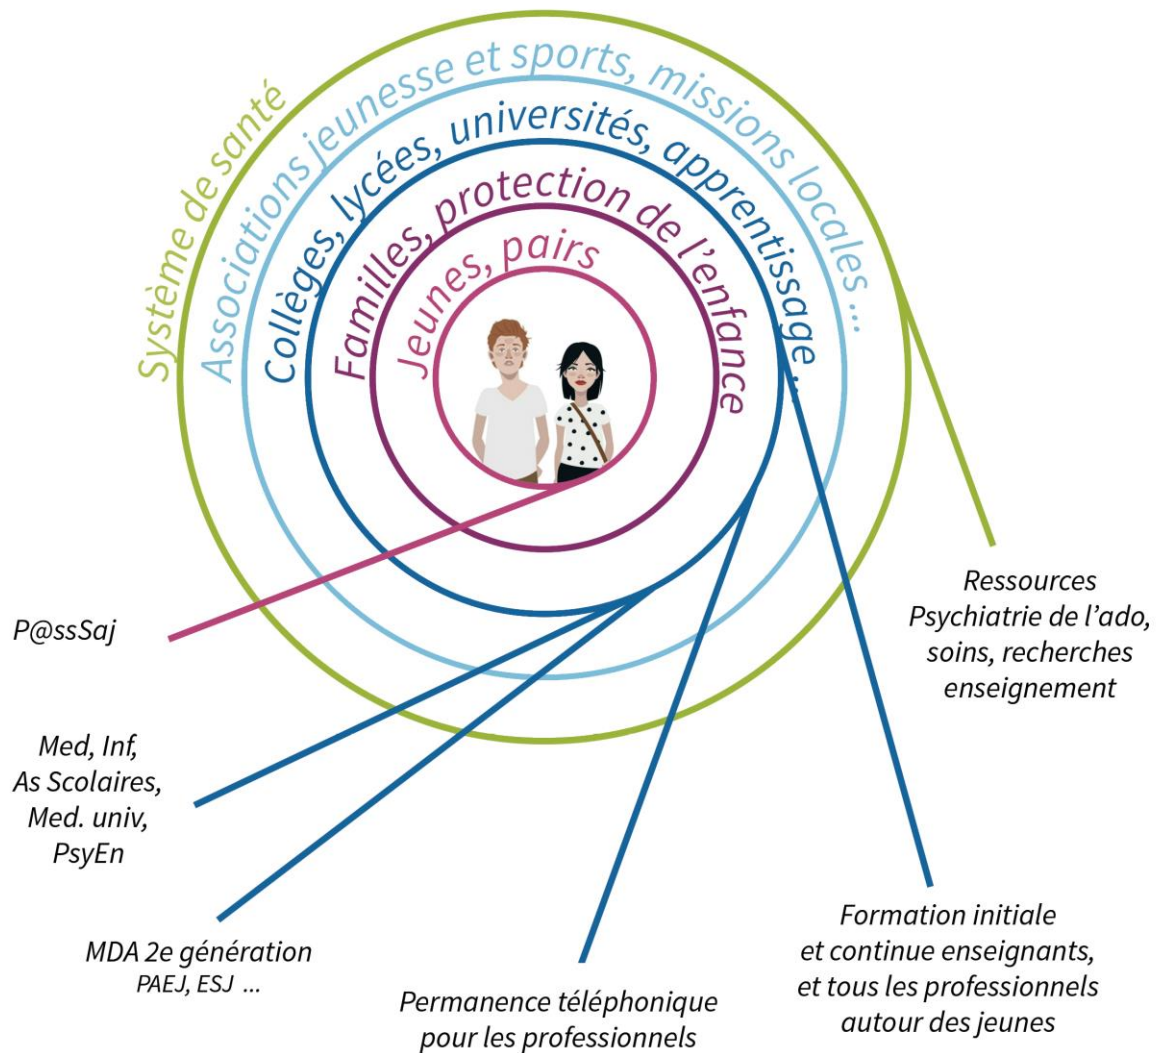 Système de santé
Associations jeunesse et sports, missions locales ...
Collèges, lycées, universités, apprentissage ...
Familles, protection de l'enfance
Jeunes, pairs
P@ssSaj
Ressources
Psychiatrie de l'ado,
soins, recherches
enseignement
Med, Inf,
As Scolaires,
Med. univ,
PsyEn
MDA 2e génération
PAEJ, ESJ ...
Permanence téléphonique
pour les professionnels
Formation initiale
et continue enseignants,
et tous les professionnels
autour des jeunes